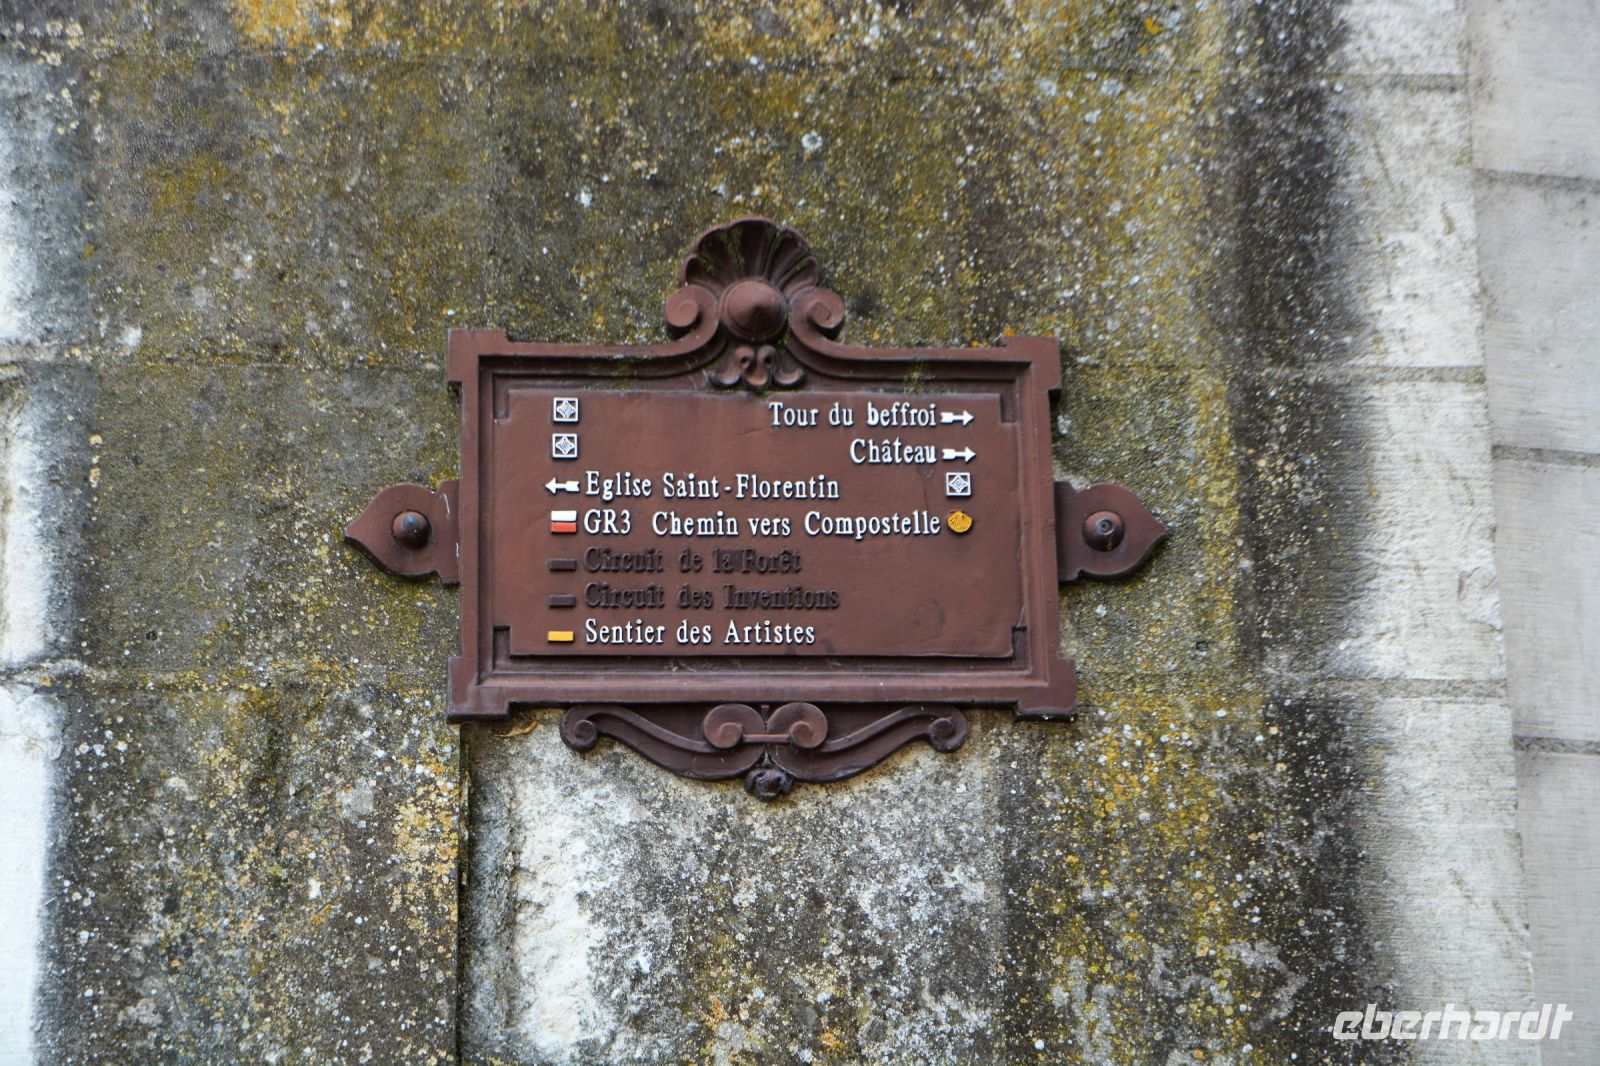 Tour du beffroi
Château
Eglise Saint-Florentin
GR3 Chemin vers Compostelle
Circuit de la Forêt
Circuit des Inventions
Sentier des Artistes
eberhardt